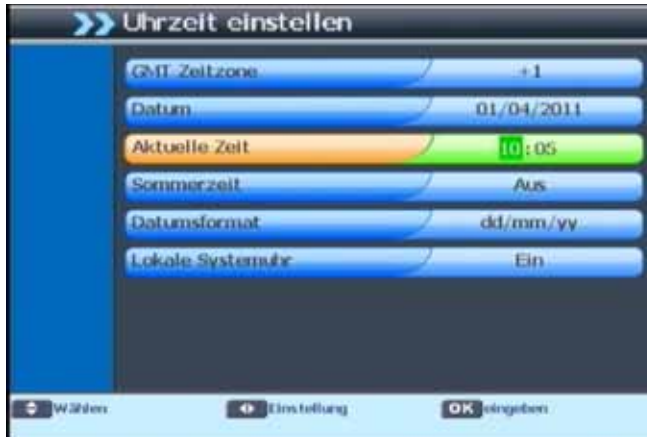 Uhrzeit einstellen
GMT Zeitzone +1
Datum 01/04/2011
Aktuelle Zeit 10:05
Sommerzeit Aus
Datumsformat dd/mm/yy
Lokale Systemuhr Ein
Wählen Einstellung OK eingeben